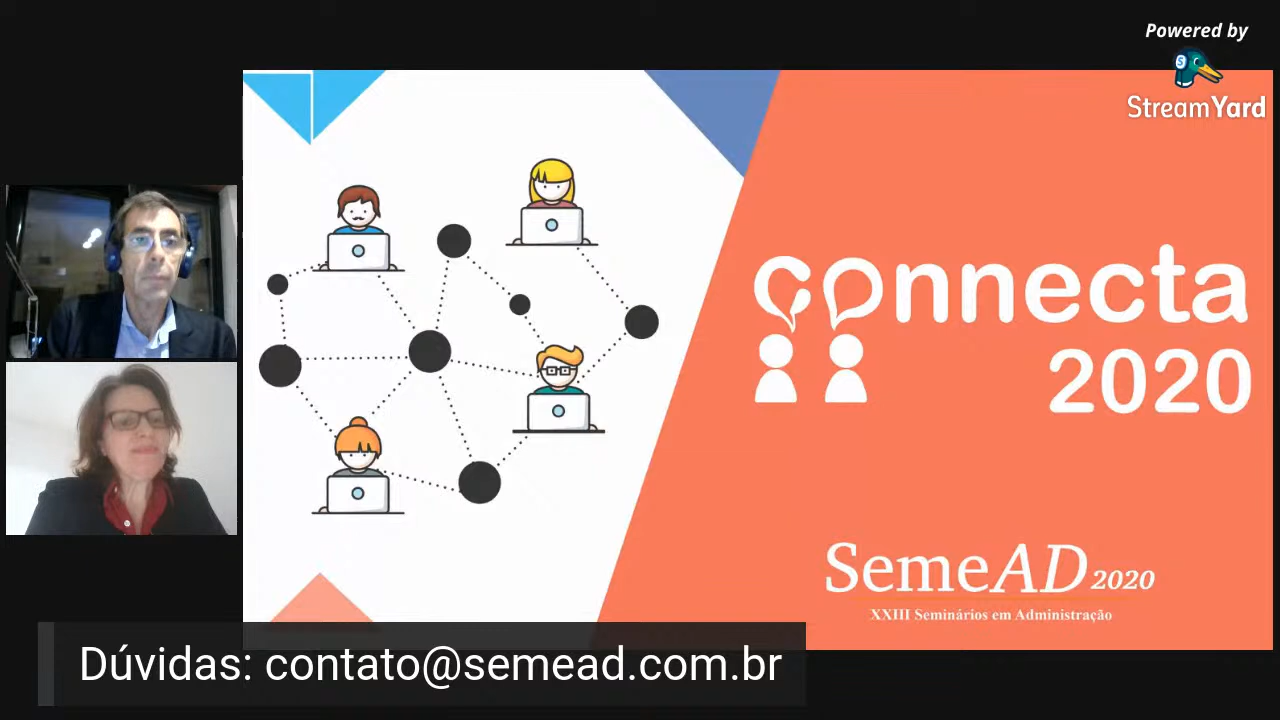 Powered by
StreamYard
connecta
2020
SemeAD 2020
XXIII Seminários em Administração
Dúvidas: contato@semead.com.br